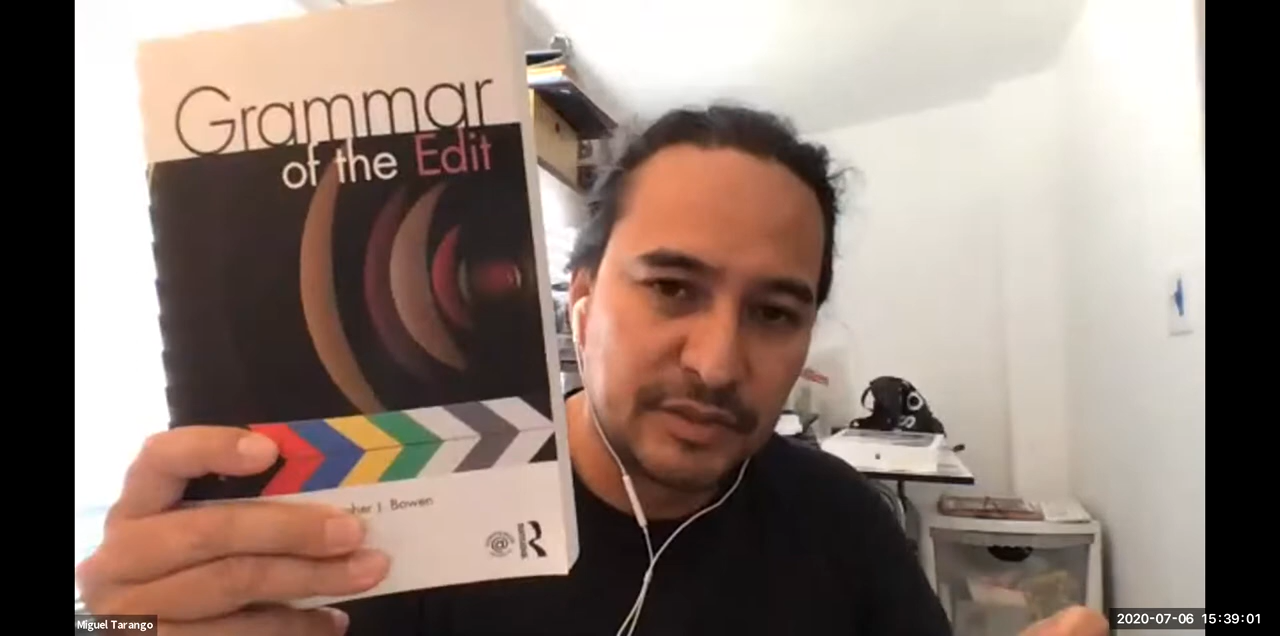 Grammar
of the Edit
pher J. Bowen
Miguel Tarango
2020-07-06 15:39:01